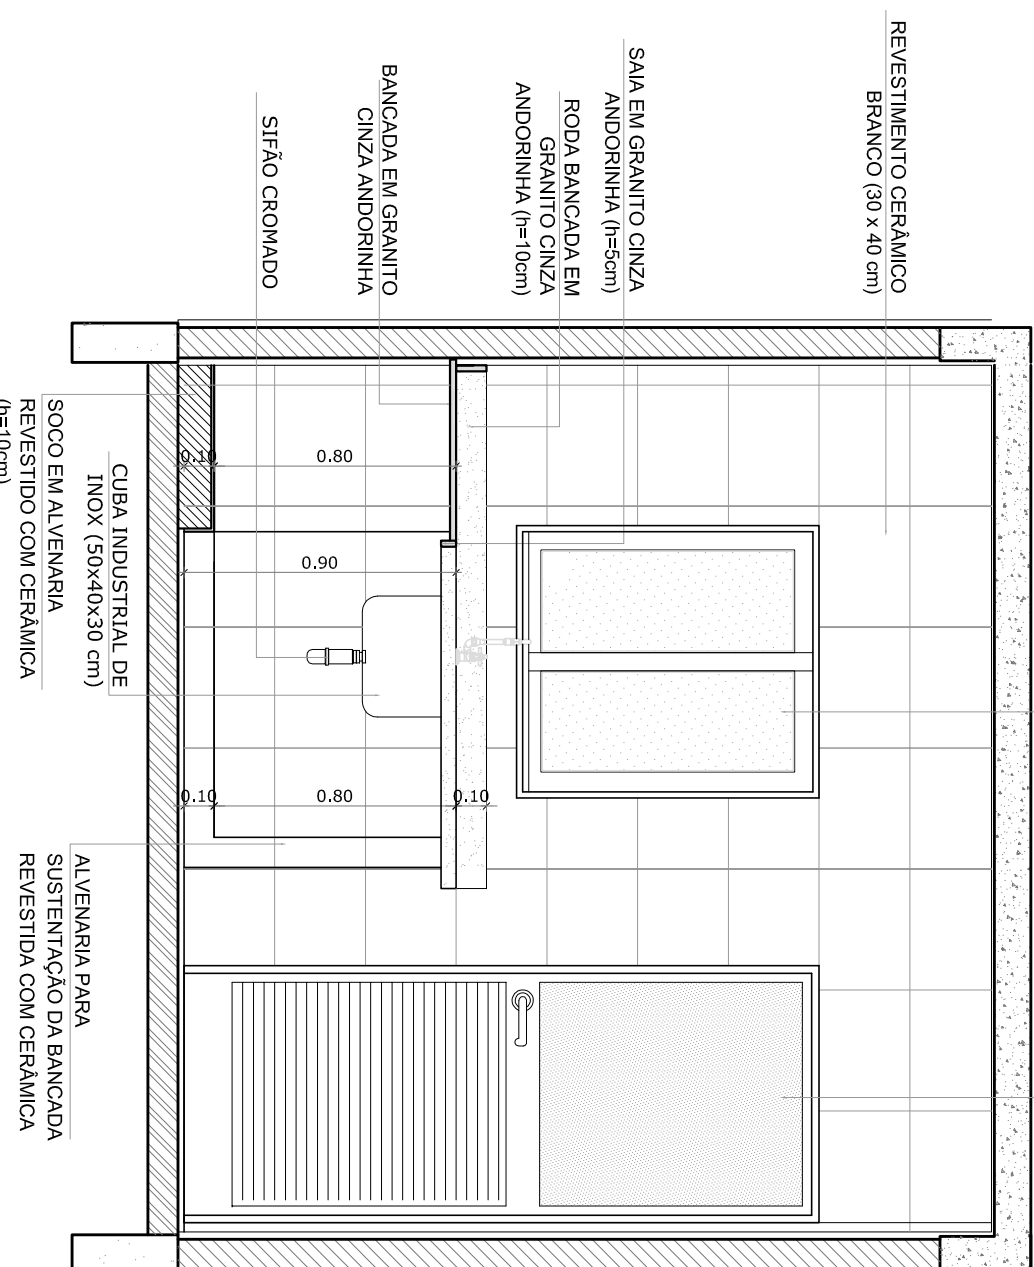 REVESTIMENTO CERÂMICO
BRANCO (30 x 40 cm)
SAIA EM GRANITO CINZA
ANDORINHA (h=5cm)
RODA BANCADA EM
GRANITO CINZA
ANDORINHA (h=10cm)
BANCADA EM GRANITO
CINZA ANDORINHA
SIFÃO CROMADO
0.10
0.80
0.90
0.10
0.80
0.10
CUBA INDUSTRIAL DE
INOX (50x40x30 cm)
SOCO EM ALVENARIA
REVESTIDO COM CERÂMICA
(h=10cm)
ALVENARIA PARA
SUSTENTAÇÃO DA BANCADA
REVESTIDA COM CERÂMICA